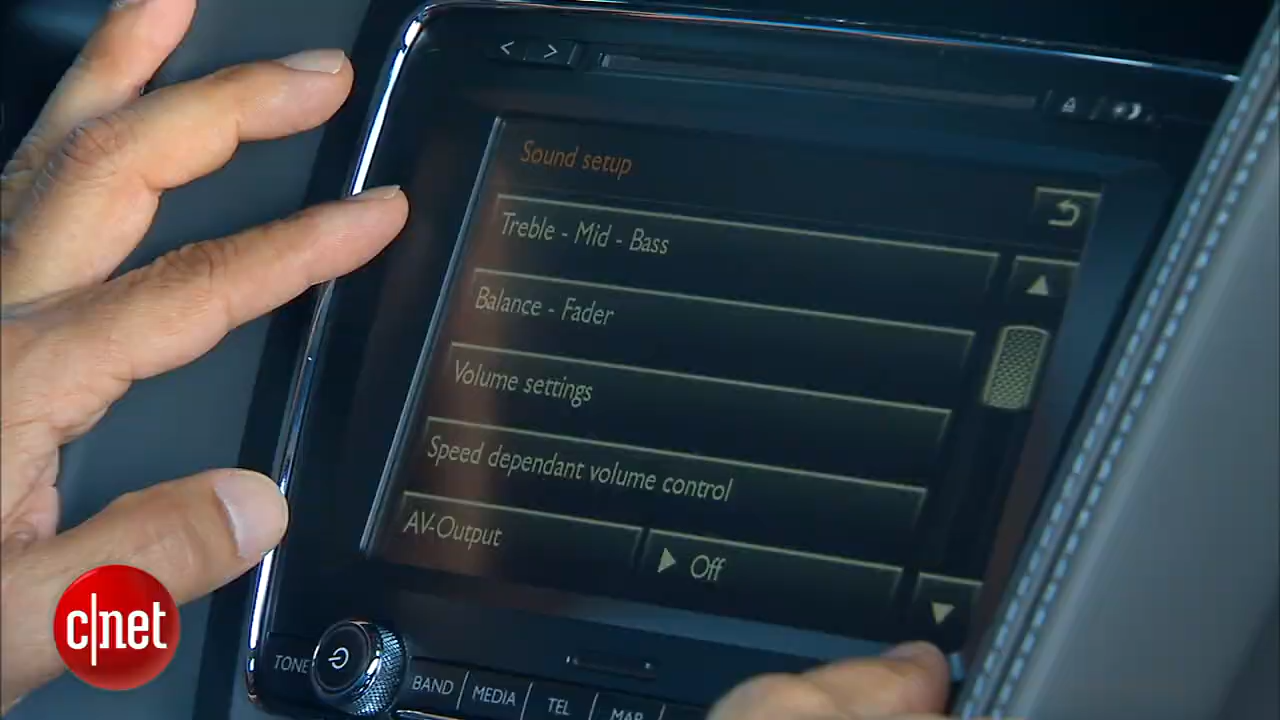 < >
Sound setup
Treble - Mid - Bass
Balance - Fader
Volume settings
Speed dependant volume control
AV-Output
Off
TONE
BAND
MEDIA
TEL
MAP
c|net